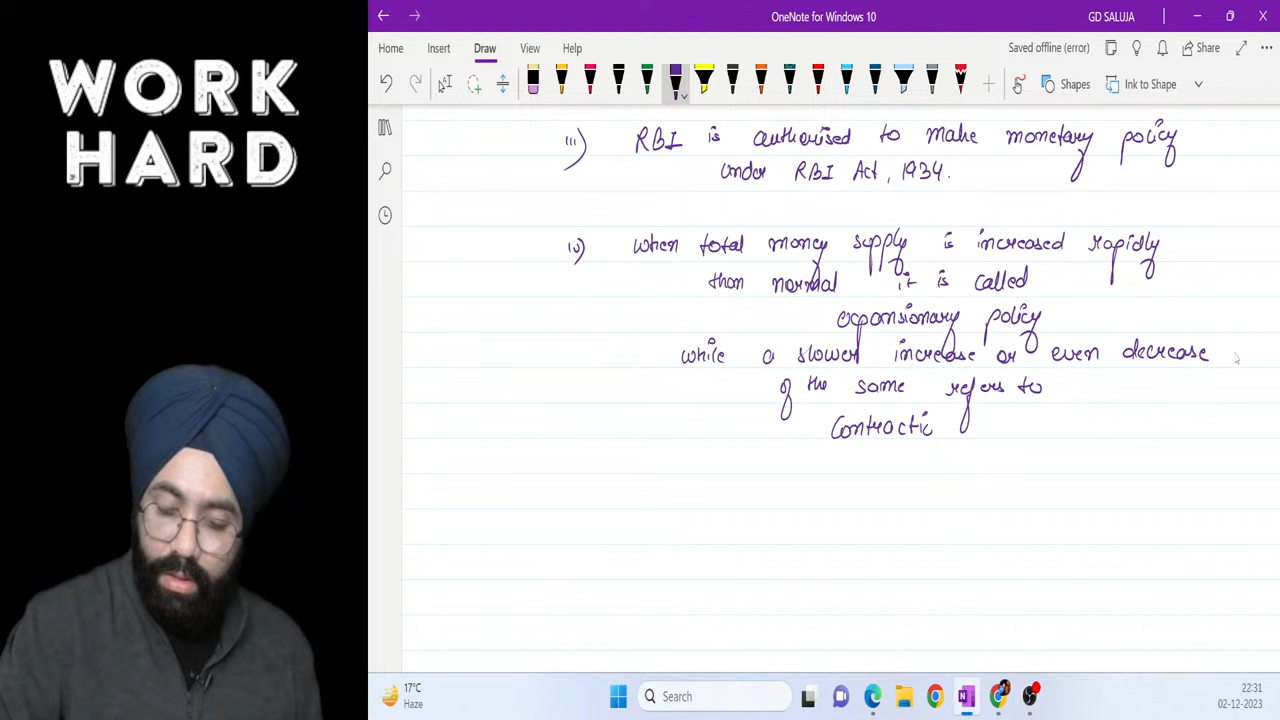 WORK
HARD
OneNote for Windows 10
GD SALUJA
Home Insert Draw View Help
Saved offline (error)
Share
Shapes
Ink to Shape
iii) RBI is authorised to make monetary policy
under RBI Act, 1934.
iv) when total money supply is increased rapidly
than normal it is called
expansionary policy
while a slower increase or even decrease
of the same refers to
Contractic
17°C
Haze
Search
22:31
02-12-2023